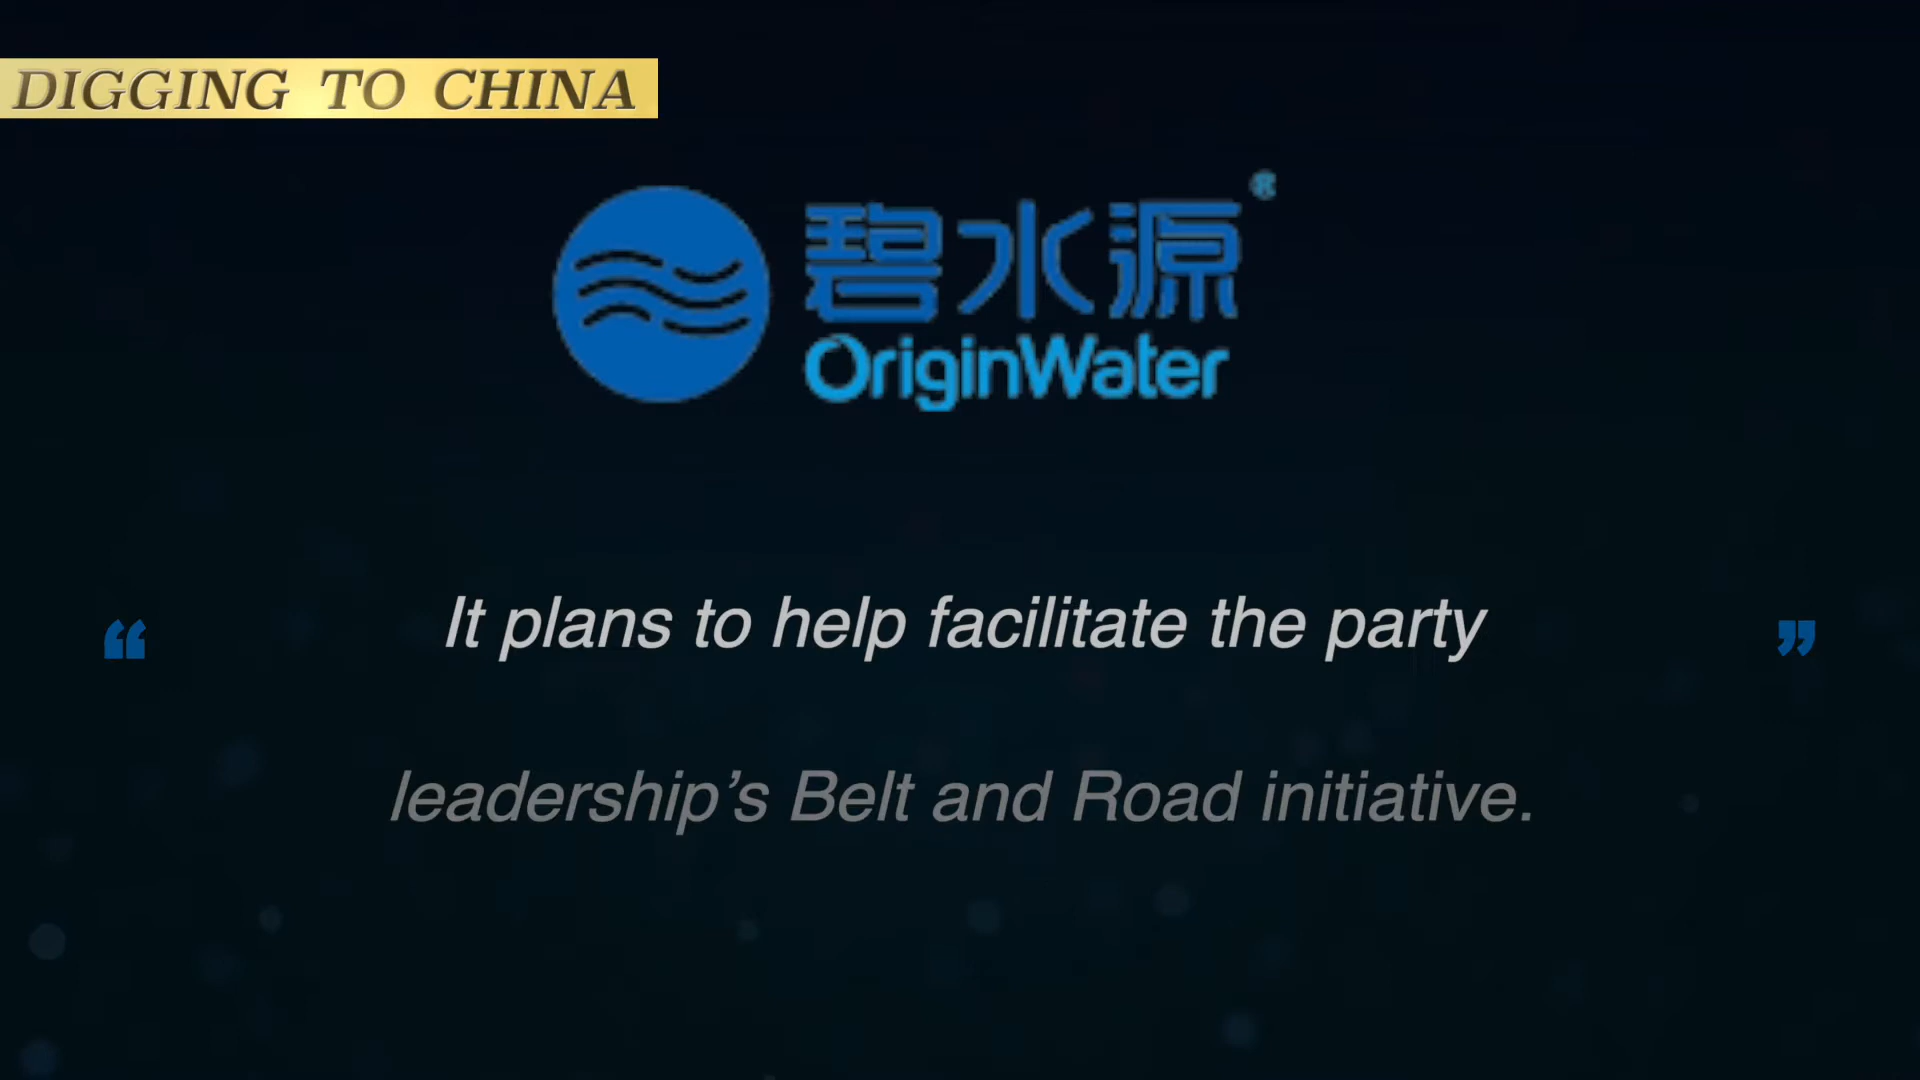 DIGGING TO CHINA
碧水源®
OriginWater
“ It plans to help facilitate the party ”
leadership’s Belt and Road initiative.